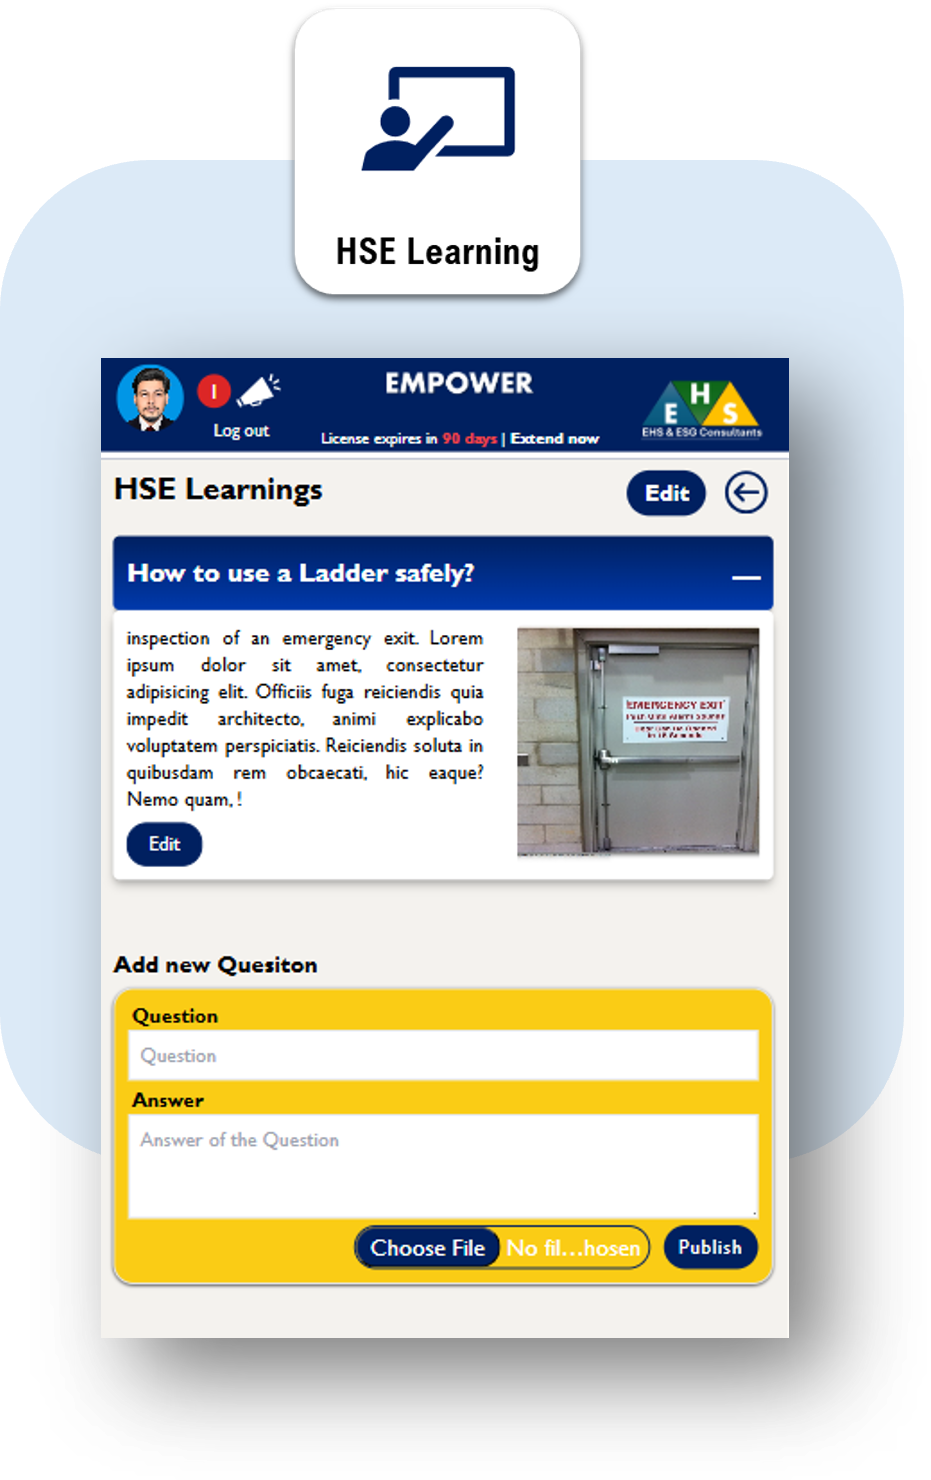 HSE Learning
EMPOWER
Log out
License expires in 90 days | Extend now
E H S
EHS & ESG Consultants
HSE Learnings
Edit
How to use a Ladder safely?
inspection of an emergency exit. Lorem
ipsum dolor sit amet, consectetur
adipisicing elit. Officiis fuga reiciendis quia
impedit architecto, animi explicabo
voluptatem perspiciatis. Reiciendis soluta in
quibusdam rem obcaecati, hic eaque?
Nemo quam, !
EMERGENCY EXIT
Edit
Add new Quesiton
Question
Question
Answer
Answer of the Question
Choose File No fil...hosen
Publish